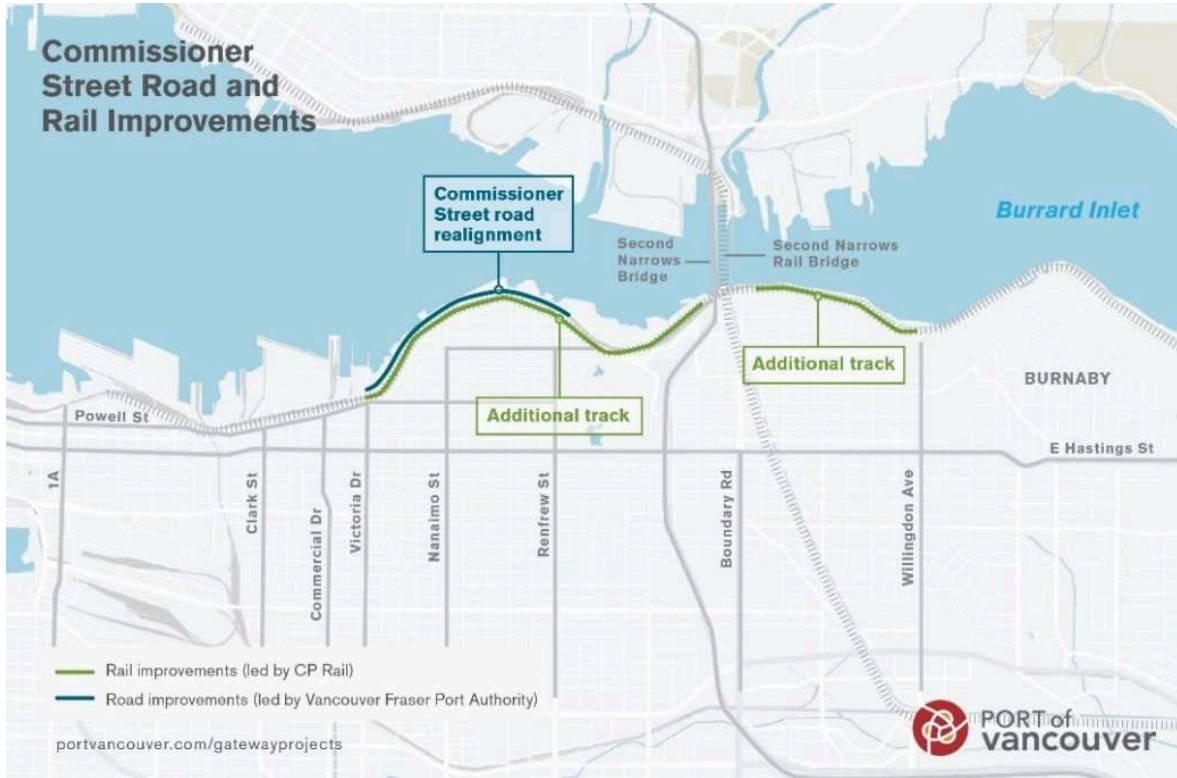 Commissioner
Street Road and
Rail Improvements
Commissioner
Street road
realignment
Burrard Inlet
Second
Narrows
Bridge
Second Narrows
Rail Bridge
Additional track
Additional track
BURNABY
Powell St
E Hastings St
1A
Clark St
Commercial Dr
Victoria Dr
Nanaimo St
Renfrew St
Boundary Rd
Willingdon Ave
Rail improvements (led by CP Rail)
Road improvements (led by Vancouver Fraser Port Authority)
portvancouver.com/gatewayprojects
PORT of
vancouver